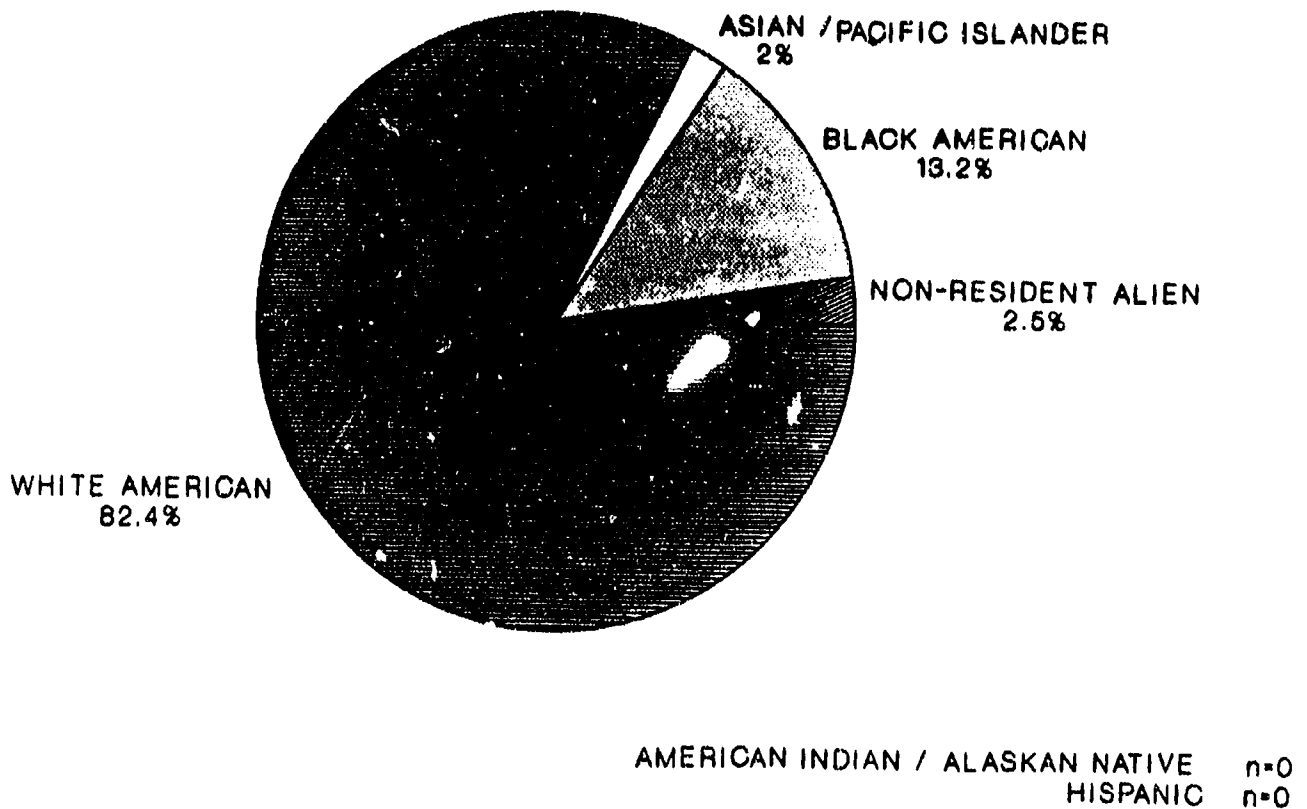 ASIAN / PACIFIC ISLANDER
2%
BLACK AMERICAN
13.2%
NON-RESIDENT ALIEN
2.5%
WHITE AMERICAN
82.4%
AMERICAN INDIAN / ALASKAN NATIVE n=0
HISPANIC n=0